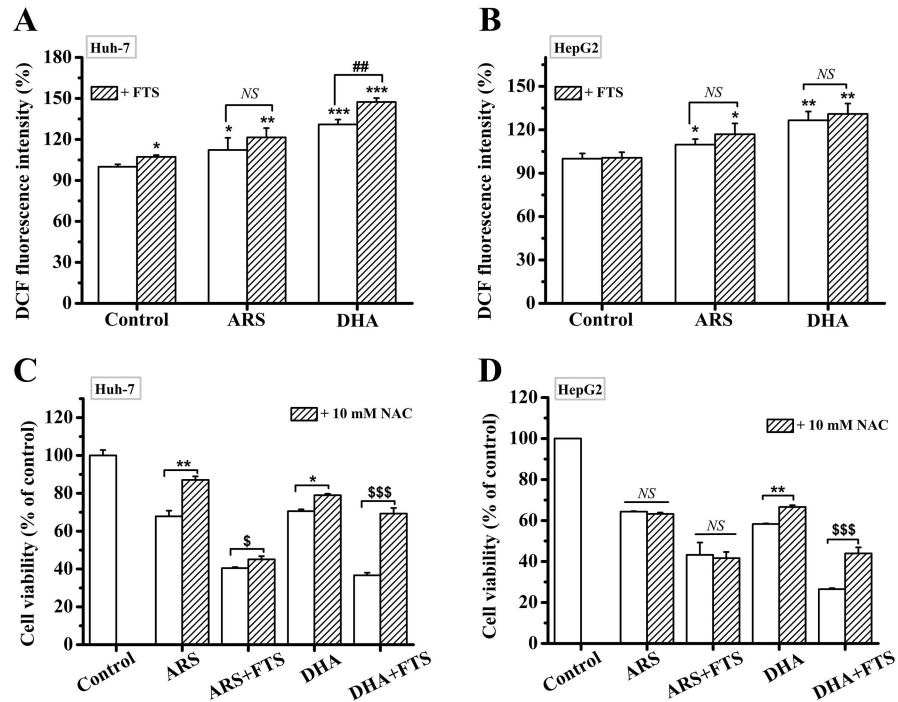 A
Huh-7
DCF fluorescence intensity (%)
180
150
120
90
60
30
0
+ FTS
*
NS
*
**
##
***
***
Control
ARS
DHA
B
HepG2
DCF fluorescence intensity (%)
150
120
90
60
30
0
+ FTS
NS
*
*
NS
**
**
Control
ARS
DHA
C
Huh-7
Cell viability (% of control)
120
100
80
60
40
20
0
+ 10 mM NAC
**
$
*
$$$
Control
ARS
ARS+FTS
DHA
DHA+FTS
D
HepG2
Cell viability (% of control)
100
80
60
40
20
0
+ 10 mM NAC
NS
NS
**
$$$
Control
ARS
ARS+FTS
DHA
DHA+FTS